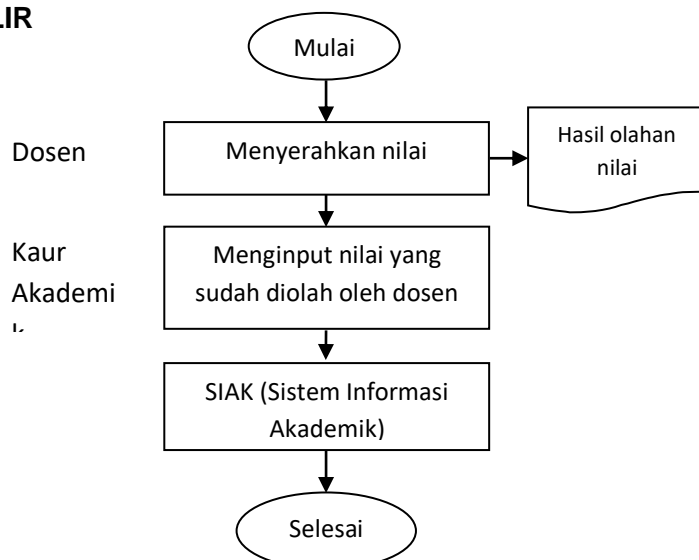 LIR
Mulai
Dosen
Menyerahkan nilai
Hasil olahan
nilai
Kaur
Akademi
Menginput nilai yang
sudah diolah oleh dosen
SIAK (Sistem Informasi
Akademik)
Selesai